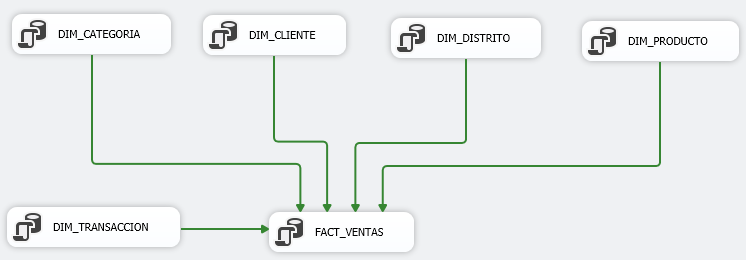 DIM_CATEGORIA
DIM_CLIENTE
DIM_DISTRITO
DIM_PRODUCTO
DIM_TRANSACCION
FACT_VENTAS